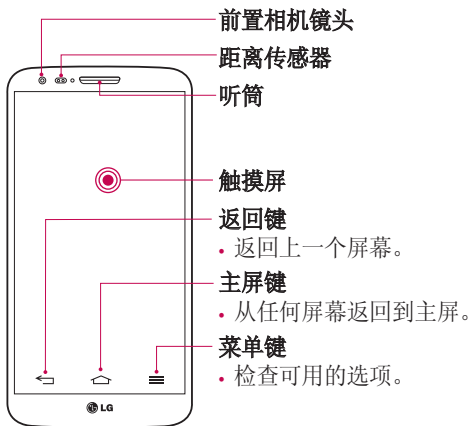 前置相机镜头
距离传感器
听筒
触摸屏
返回键
• 返回上一个屏幕。
主屏键
• 从任何屏幕返回到主屏。
菜单键
• 检查可用的选项。
LG